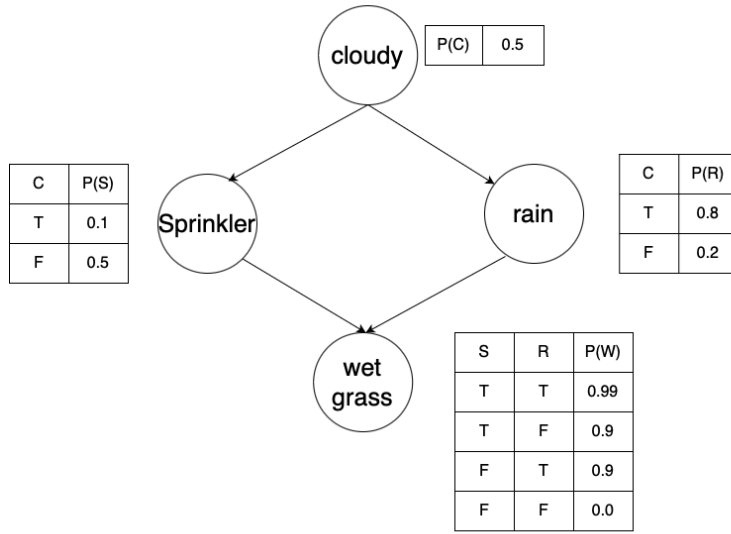 cloudy
P(C) 0.5
C P(S)
T 0.1
F 0.5
Sprinkler
rain
C P(R)
T 0.8
F 0.2
wet
grass
S R P(W)
T T 0.99
T F 0.9
F T 0.9
F F 0.0